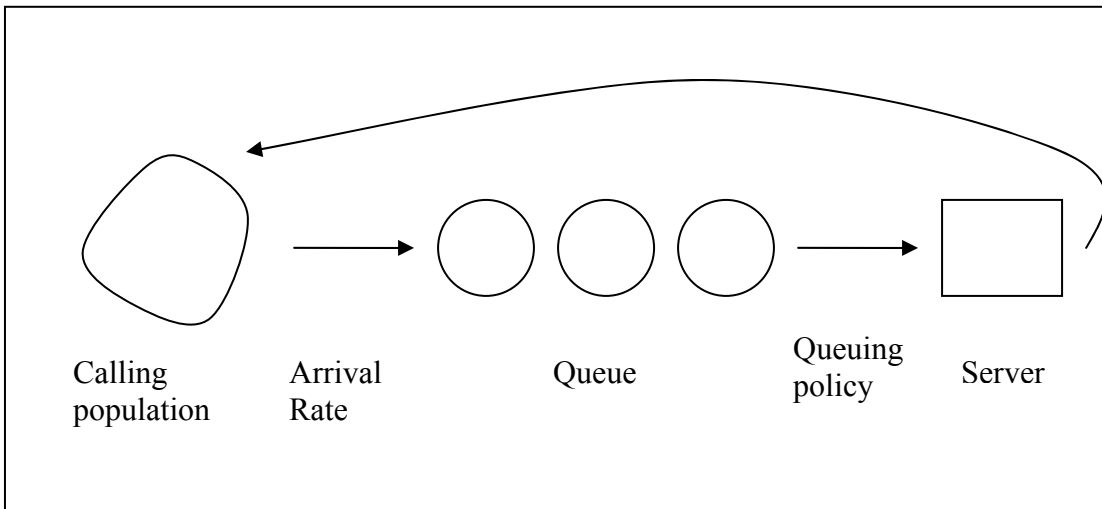 Calling
population
Arrival
Rate
Queue
Queuing
policy
Server